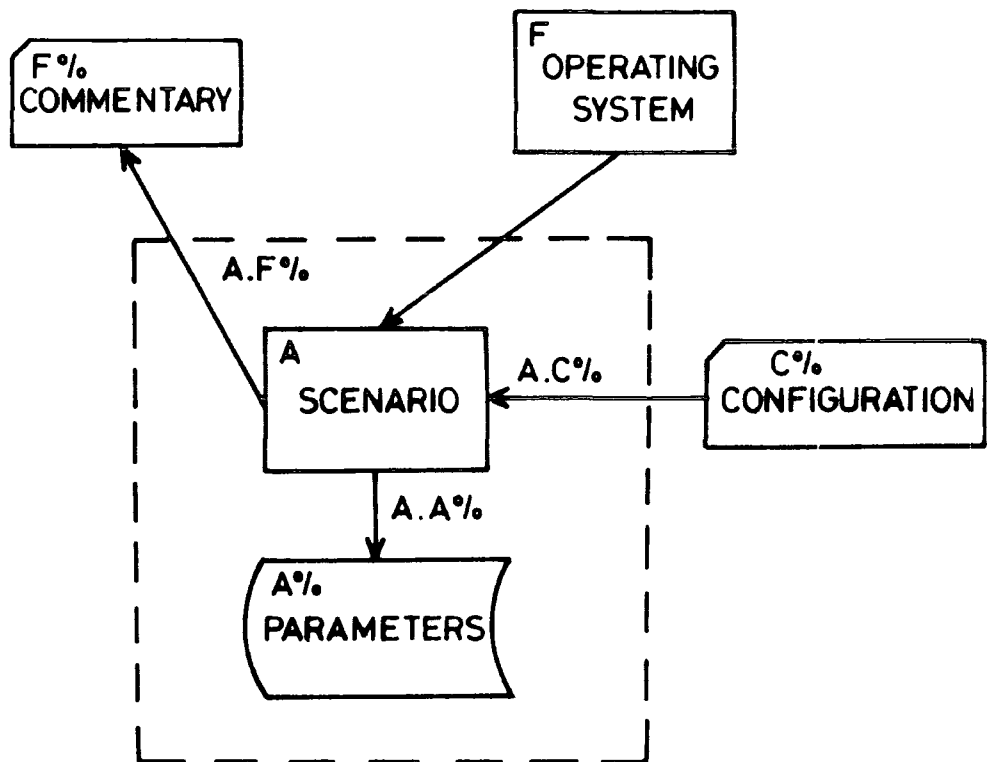 F%
COMMENTARY
F
OPERATING
SYSTEM
A.F%
A
SCENARIO
A.C%
C%
CONFIGURATION
A.A%
A%
PARAMETERS